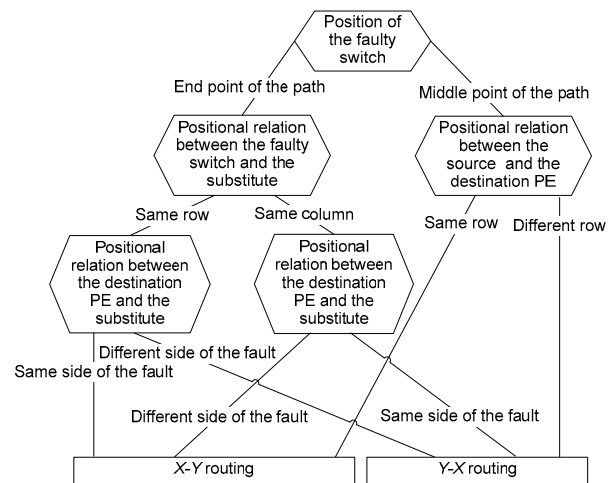 Position of
the faulty
switch
End point of the path
Middle point of the path
Positional relation
between the faulty
switch and the
substitute
Positional relation
between the
source and the
destination PE
Same row
Same column
Same row
Different row
Positional
relation between
the destination
PE and the
substitute
Positional
relation between
the destination
PE and the
substitute
Different side of the fault
Same side of the fault
Different side of the fault
Same side of the fault
X-Y routing
Y-X routing